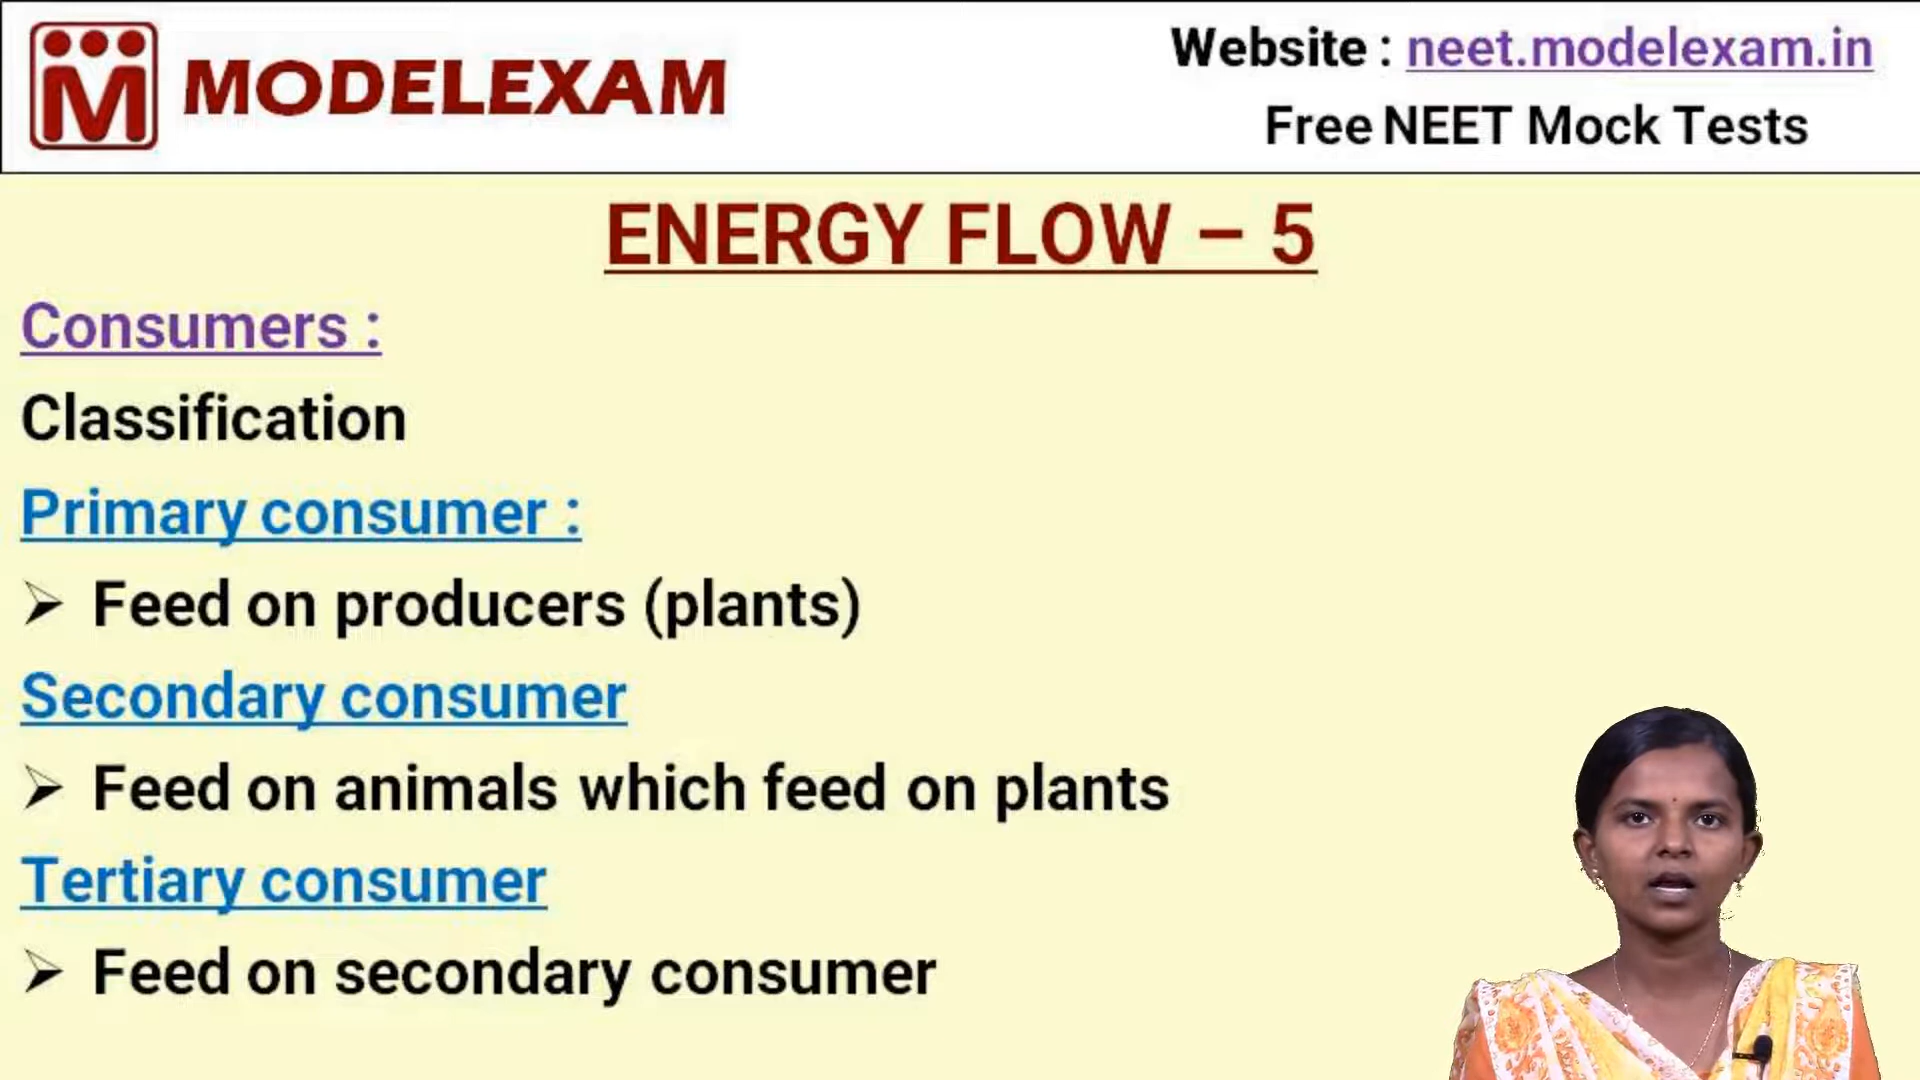 MODELEXAM
Website : neet.modelexam.in
Free NEET Mock Tests
ENERGY FLOW – 5
Consumers :
Classification
Primary consumer :
➢ Feed on producers (plants)
Secondary consumer
➢ Feed on animals which feed on plants
Tertiary consumer
➢ Feed on secondary consumer